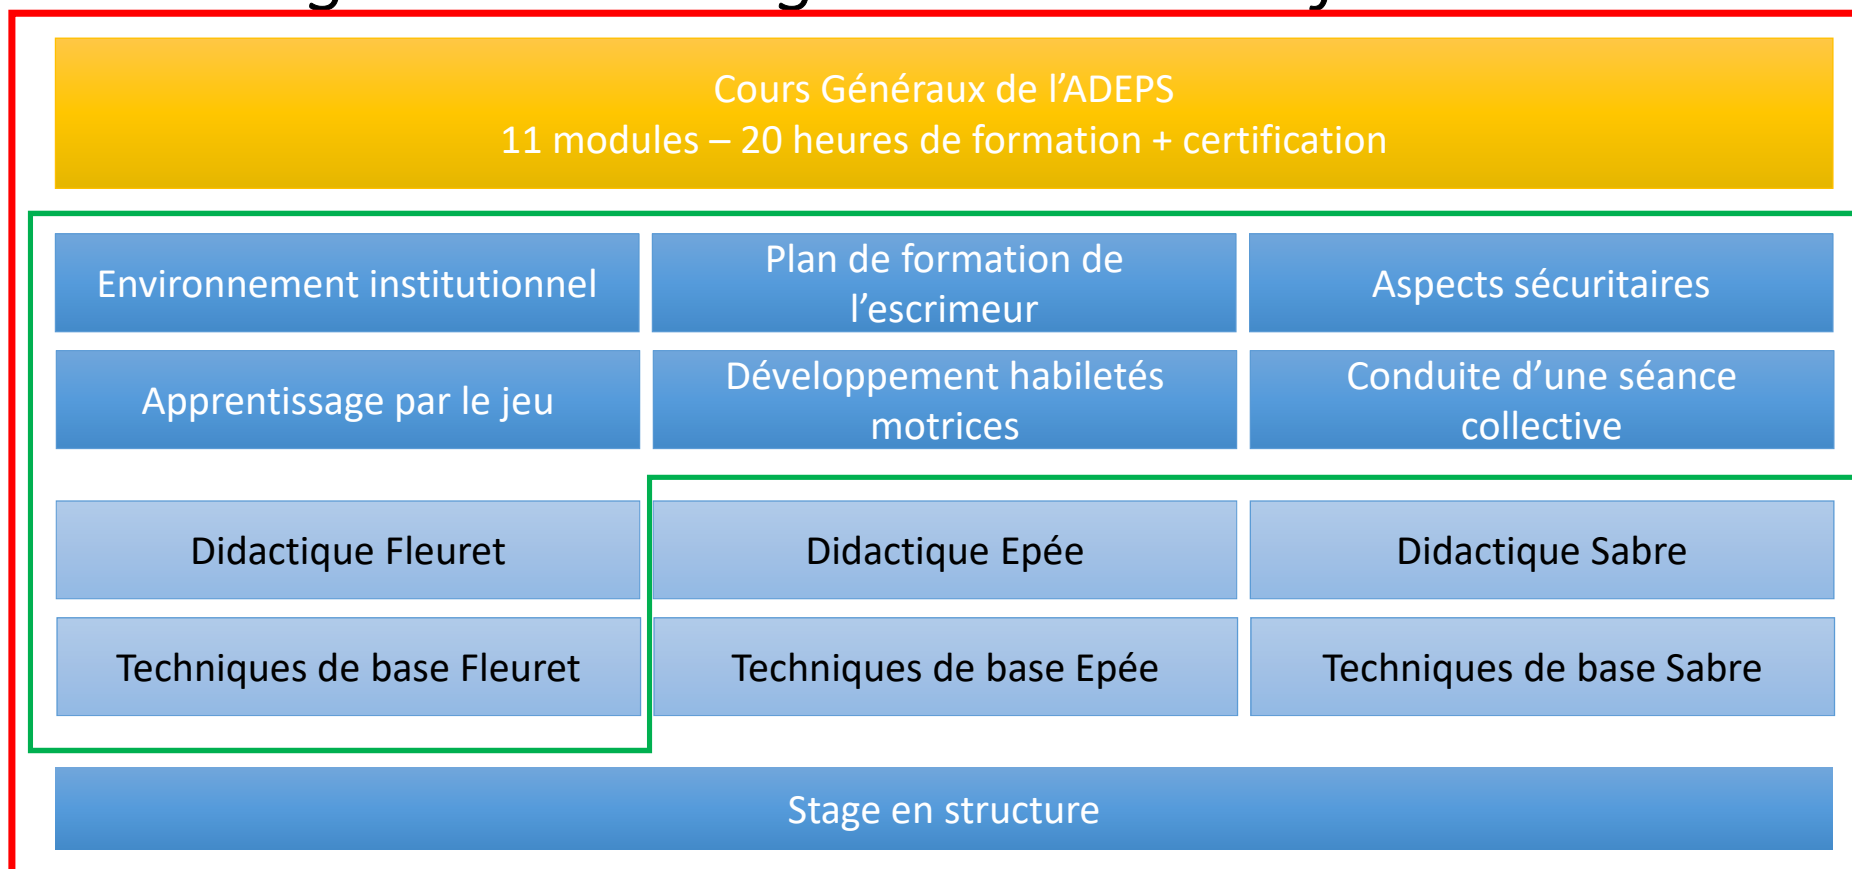 Cours Généraux de l’ADEPS
11 modules – 20 heures de formation + certification
Environnement institutionnel
Plan de formation de
l’escrimeur
Aspects sécuritaires
Apprentissage par le jeu
Développement habiletés
motrices
Conduite d’une séance
collective
Didactique Fleuret
Didactique Epée
Didactique Sabre
Techniques de base Fleuret
Techniques de base Epée
Techniques de base Sabre
Stage en structure